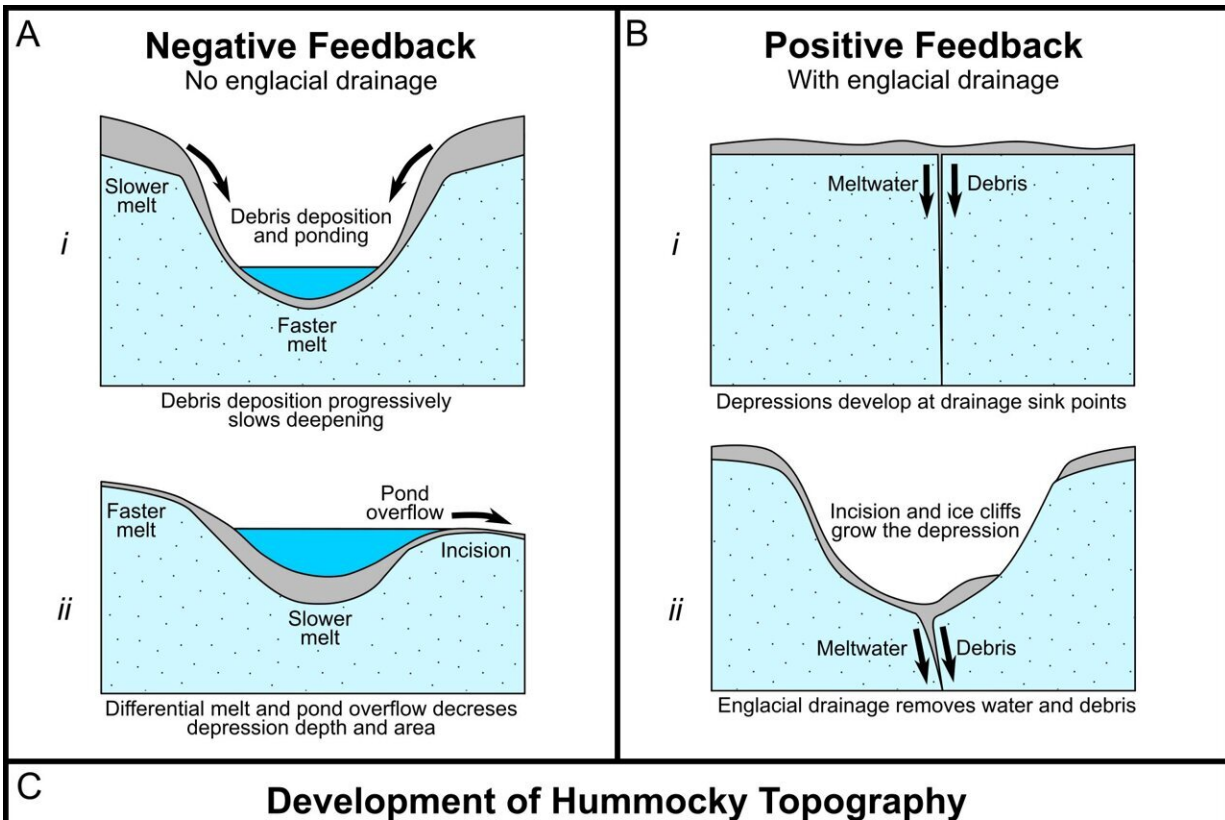 A
Negative Feedback
No englacial drainage
i
Slower
melt
Debris deposition
and ponding
Faster
melt
Debris deposition progressively
slows deepening
ii
Faster
melt
Pond
overflow
Incision
Slower
melt
Differential melt and pond overflow decreses
depression depth and area
B
Positive Feedback
With englacial drainage
i
Meltwater
Debris
Depressions develop at drainage sink points
ii
Incision and ice cliffs
grow the depression
Meltwater
Debris
Englacial drainage removes water and debris
C
Development of Hummocky Topography